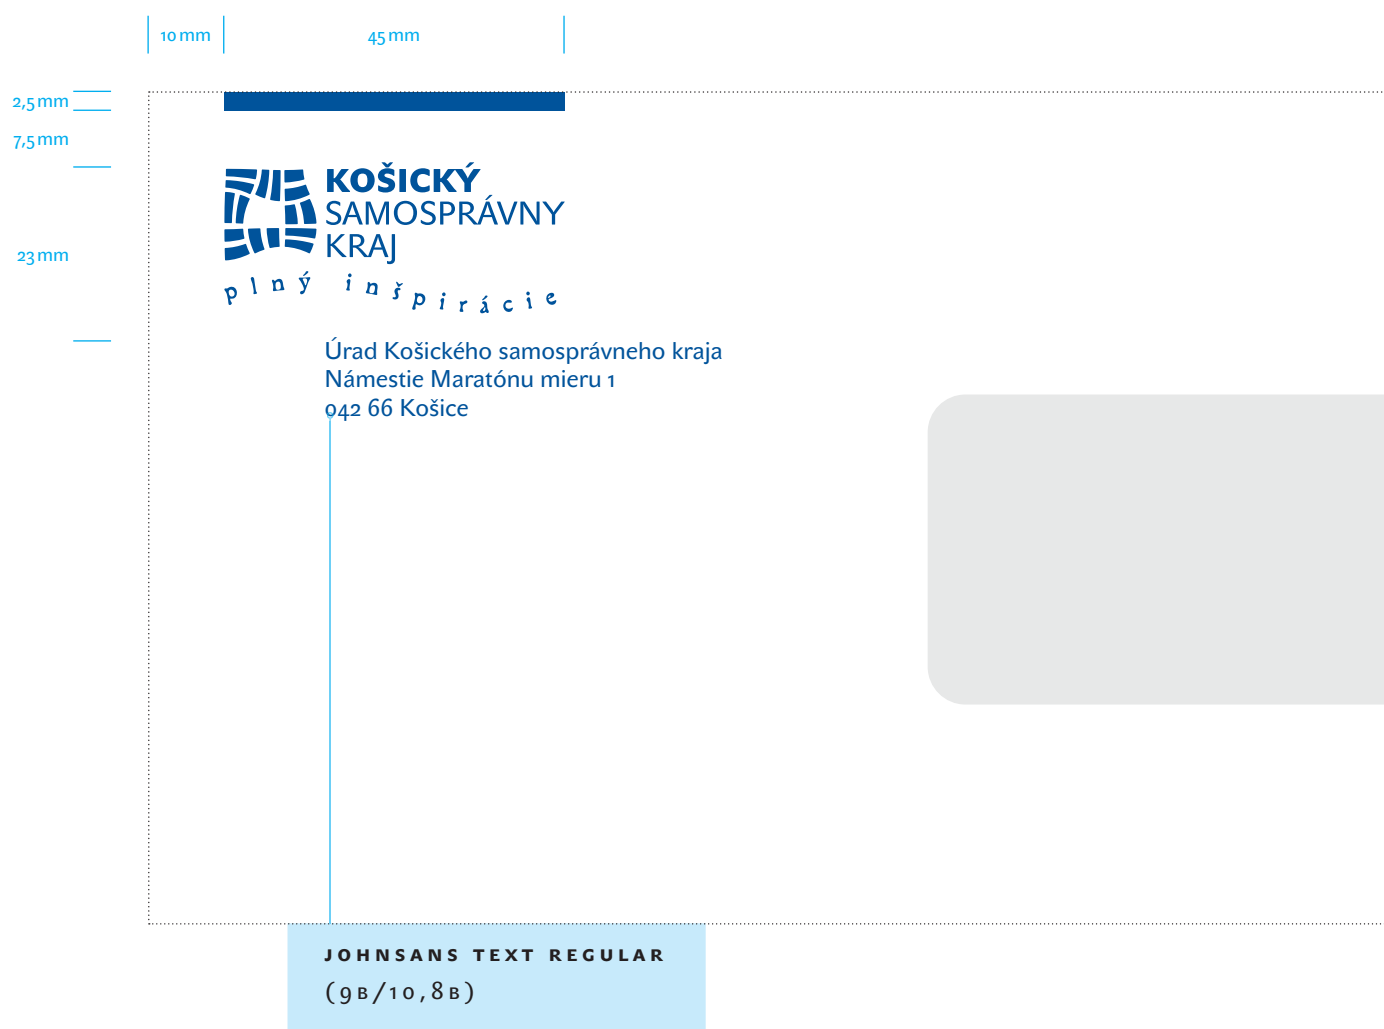 10 mm
45 mm
2,5 mm
7,5 mm
23 mm
KOŠICKÝ
SAMOSPRÁVNY
KRAJ
plný inšpirácie
Úrad Košického samosprávneho kraja
Námestie Maratónu mieru 1
042 66 Košice
JOHNSANS TEXT REGULAR
(9B/10,8B)